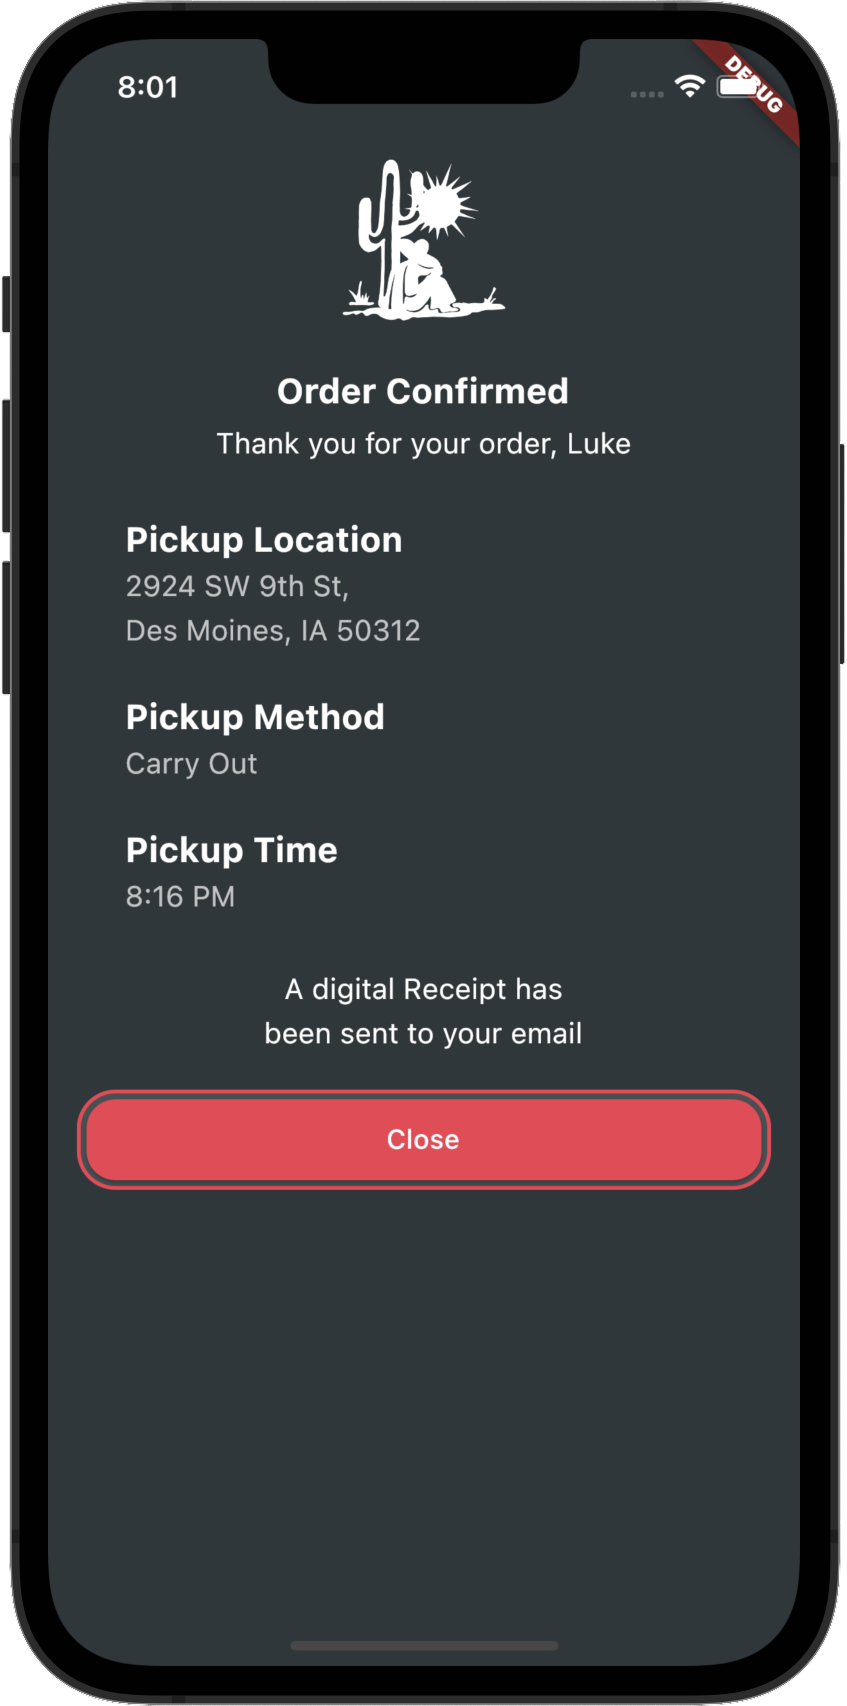 8:01
DEBUG
Order Confirmed
Thank you for your order, Luke
Pickup Location
2924 SW 9th St,
Des Moines, IA 50312
Pickup Method
Carry Out
Pickup Time
8:16 PM
A digital Receipt has
been sent to your email
Close